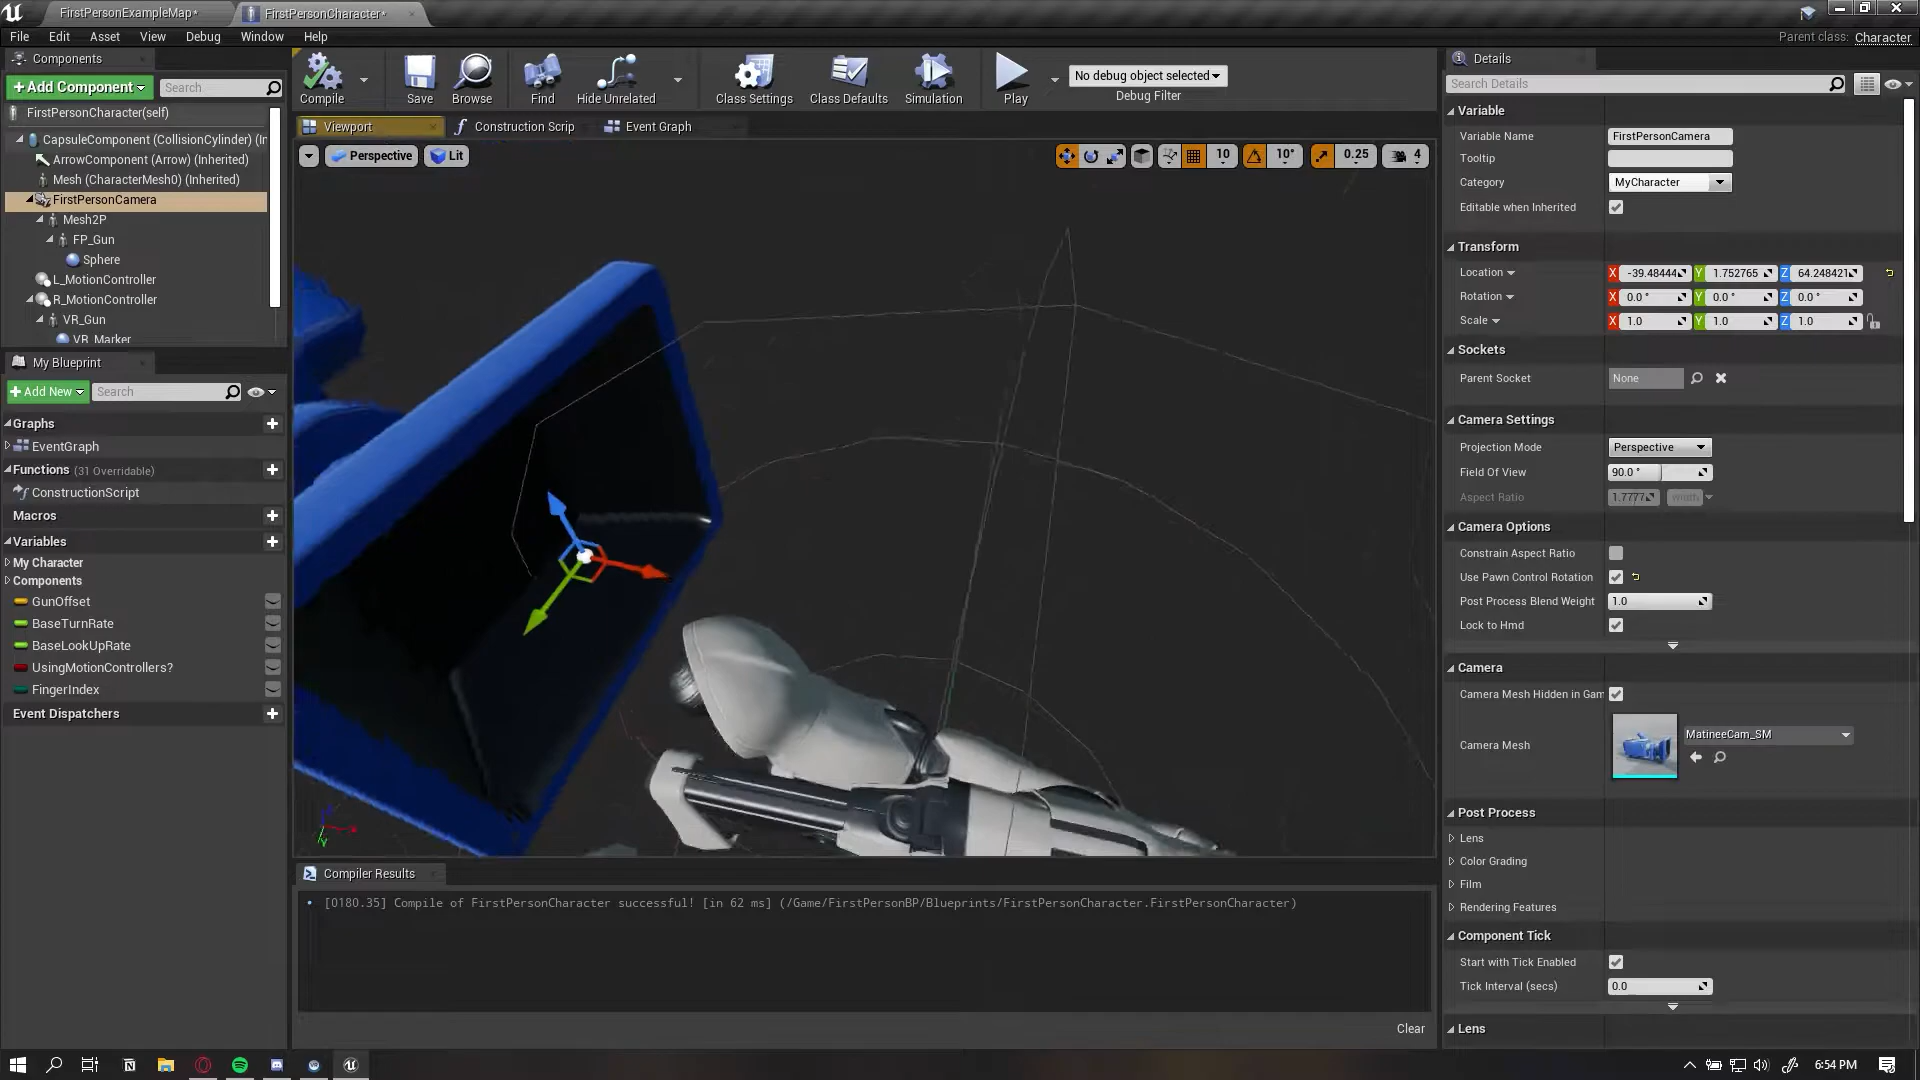 FirstPersonExampleMap*
FirstPersonCharacter*
File Edit Asset View Debug Window Help
Parent class: Character
Components
+Add Component
Search
FirstPersonCharacter(self)
CapsuleComponent (CollisionCylinder) (In
ArrowComponent (Arrow) (Inherited)
Mesh (CharacterMesh0) (Inherited)
FirstPersonCamera
Mesh2P
FP_Gun
Sphere
L_MotionController
R_MotionController
VR_Gun
VR_Marker
My Blueprint
+Add New
Search
Graphs
EventGraph
Functions (31 Overridable)
ConstructionScript
Macros
Variables
My Character
Components
GunOffset
BaseTurnRate
BaseLookUpRate
UsingMotionControllers?
FingerIndex
Event Dispatchers
Compile
Save
Browse
Find
Hide Unrelated
Class Settings
Class Defaults
Simulation
Play
No debug object selected
Debug Filter
Viewport
Construction Scrip
Event Graph
Perspective
Lit
10
10°
0.25
4
Compiler Results
[0180.35] Compile of FirstPersonCharacter successful! [in 62 ms] (/Game/FirstPersonBP/Blueprints/FirstPersonCharacter.FirstPersonCharacter)
Clear
Details
Search Details
Variable
Variable Name FirstPersonCamera
Tooltip
Category MyCharacter
Editable when Inherited
Transform
Location X -39.48444 Y 1.752765 Z 64.248421
Rotation X 0.0 ° Y 0.0 ° Z 0.0 °
Scale X 1.0 Y 1.0 Z 1.0
Sockets
Parent Socket None
Camera Settings
Projection Mode Perspective
Field Of View 90.0 °
Aspect Ratio 1.7777
Camera Options
Constrain Aspect Ratio
Use Pawn Control Rotation
Post Process Blend Weight 1.0
Lock to Hmd
Camera
Camera Mesh Hidden in Gam
Camera Mesh
MatineeCam_SM
Post Process
Lens
Color Grading
Film
Rendering Features
Component Tick
Start with Tick Enabled
Tick Interval (secs) 0.0
Lens
6:54 PM